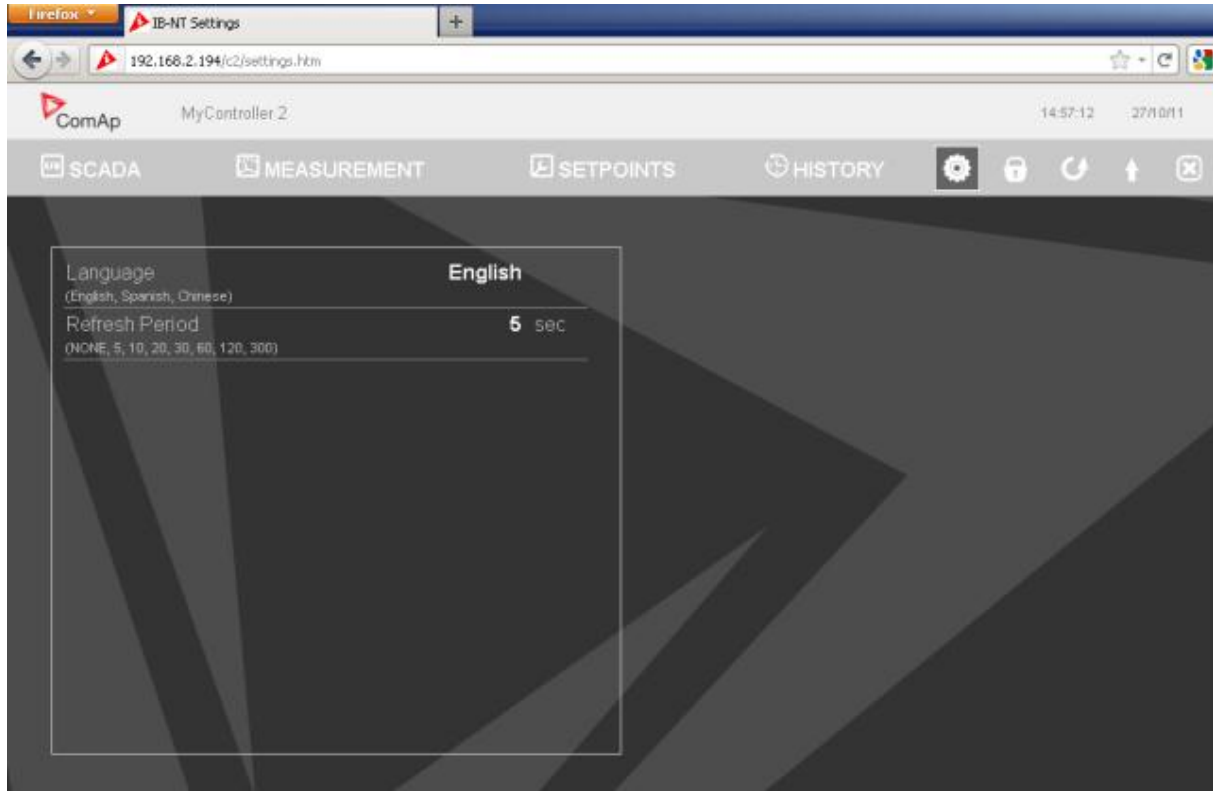 Firefox
IB-NT Settings
192.168.2.194/c2/settings.htm
ComAp MyController 2 14:57:12 27/10/11
SCADA MEASUREMENT SETPOINTS HISTORY
Language English
(English, Spanish, Chinese)
Refresh Period 5 sec
(NONE, 5, 10, 20, 30, 60, 120, 300)